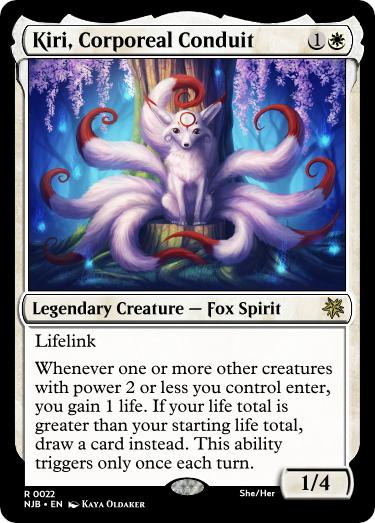 Kiri, Corporeal Conduit 1
Legendary Creature — Fox Spirit
Lifelink
Whenever one or more other creatures
with power 2 or less you control enter,
you gain 1 life. If your life total is
greater than your starting life total,
draw a card instead. This ability
triggers only once each turn.
1/4
R 0022
She/Her
NJB • EN Kaya Oldaker